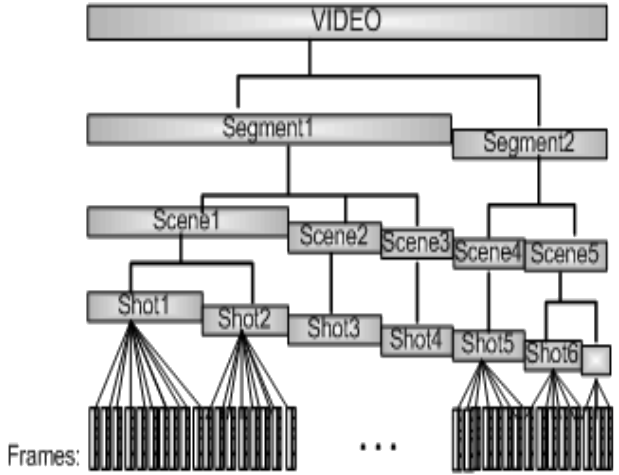 VIDEO
Segment1
Segment2
Scene1
Scene2
Scene3
Scene4
Scene5
Shot1
Shot2
Shot3
Shot4
Shot5
Shot6
Frames:
...